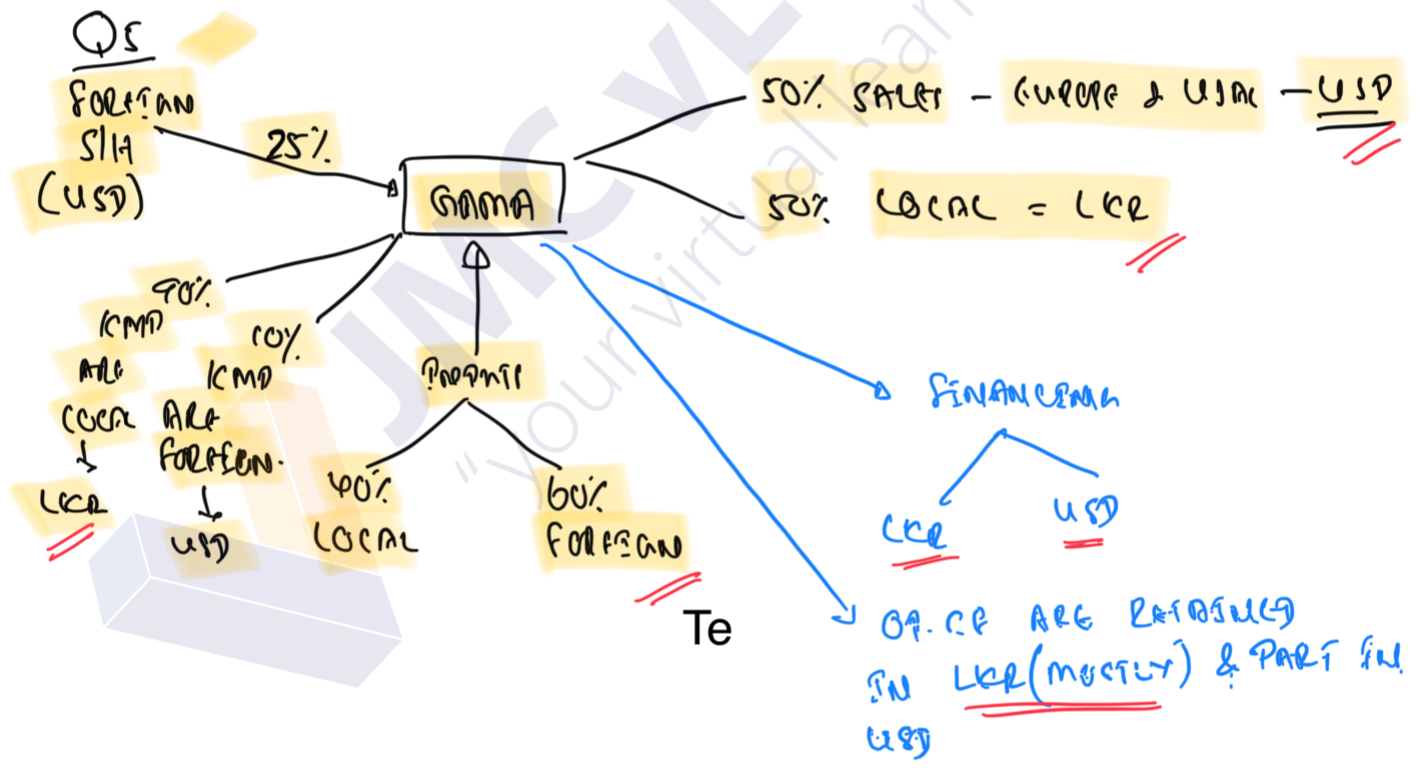 Q5
FOREIGN
S/H
(USD)
25%
GAMA
50% SALES - EUROPE & USA - USD
50% LOCAL = LKR
90%
KMP
ARE
LOCAL
LKR
10%
KMP
ARE
FOREIGN.
USD
40%
LOCAL
60%
FOREIGN
Te
FINANCING
LKR
USD
OP. CF ARE RETAINED
IN LKR (MOSTLY) & PART IN
USD
JMC vL
"your virtual learn